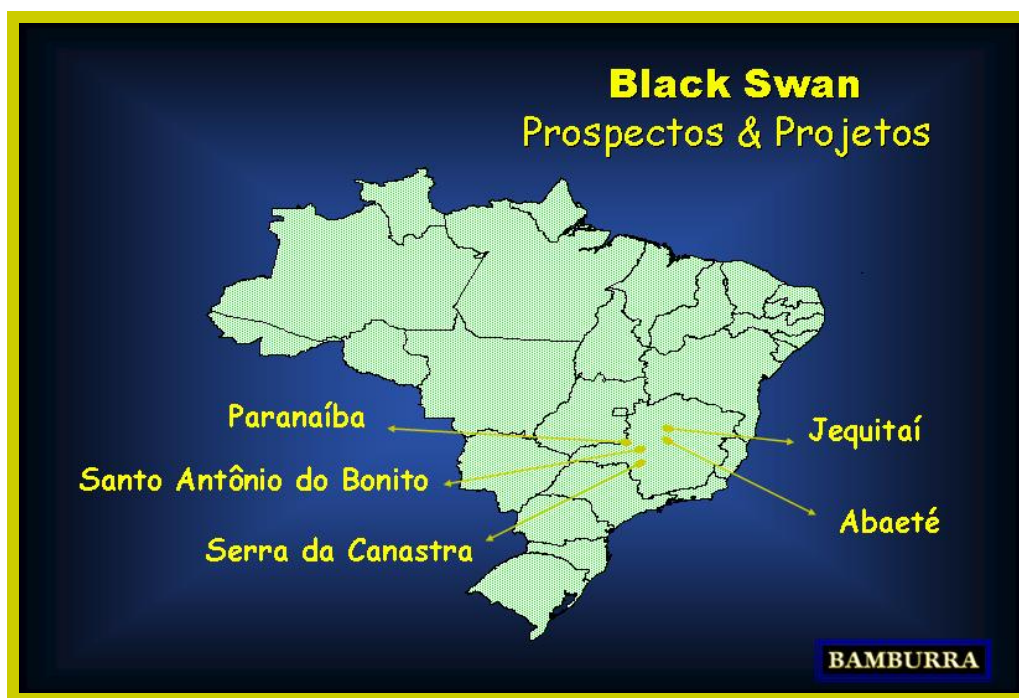 Black Swan
Prospectos & Projetos
Paranaíba
Jequitaí
Santo Antônio do Bonito
Abaeté
Serra da Canastra
BAMBURRA